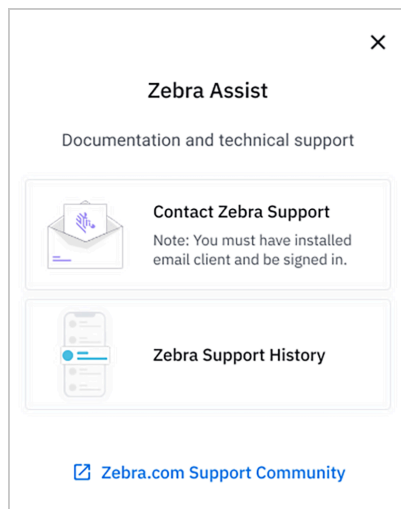 Zebra Assist
Documentation and technical support
Contact Zebra Support
Note: You must have installed
email client and be signed in.
Zebra Support History
Zebra.com Support Community